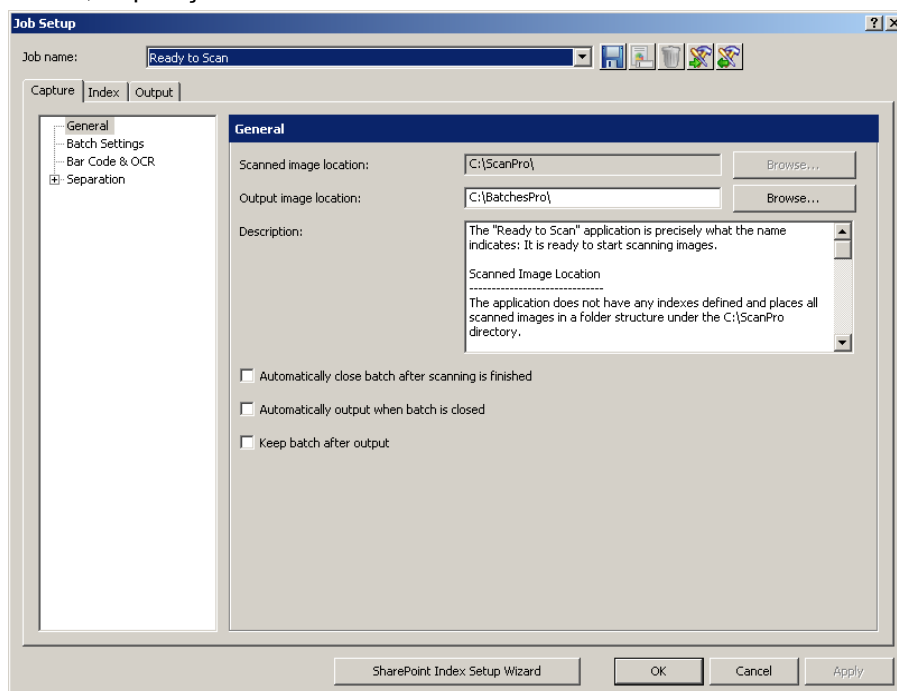 Job Setup
Job name:
Ready to Scan
Capture
Index
Output
General
Batch Settings
Bar Code & OCR
Separation
General
Scanned image location:
C:\ScanPro\
Browse...
Output image location:
C:\BatchesPro\
Browse...
Description:
The "Ready to Scan" application is precisely what the name
indicates: It is ready to start scanning images.
Scanned Image Location
------------------------------
The application does not have any indexes defined and places all
scanned images in a folder structure under the C:\ScanPro
directory.
Automatically close batch after scanning is finished
Automatically output when batch is closed
Keep batch after output
SharePoint Index Setup Wizard
OK
Cancel
Apply